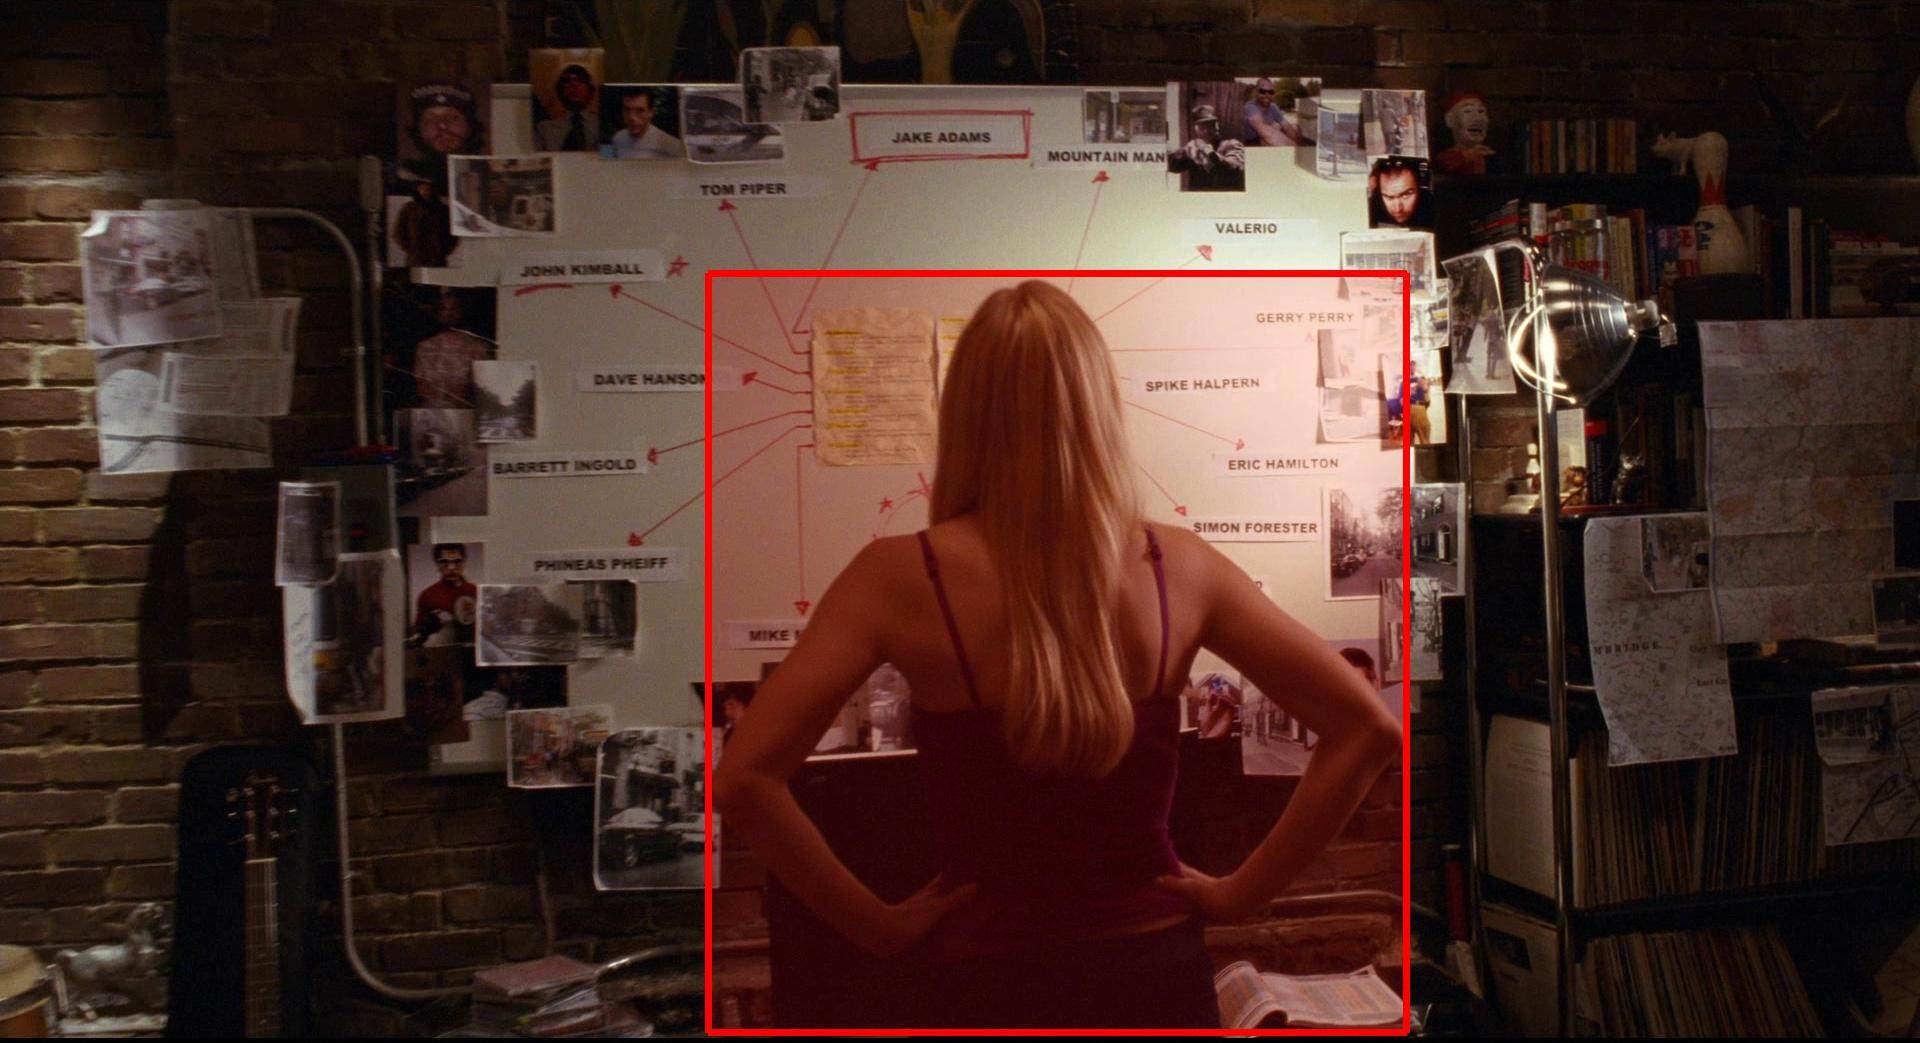 JAKE ADAMS
MOUNTAIN MAN
TOM PIPER
VALERIO
JOHN KIMBALL
GERRY PERRY
DAVE HANSON
SPIKE HALPERN
BARRETT INGOLD
ERIC HAMILTON
SIMON FORESTER
PHINEAS PHEIFF
MIKE